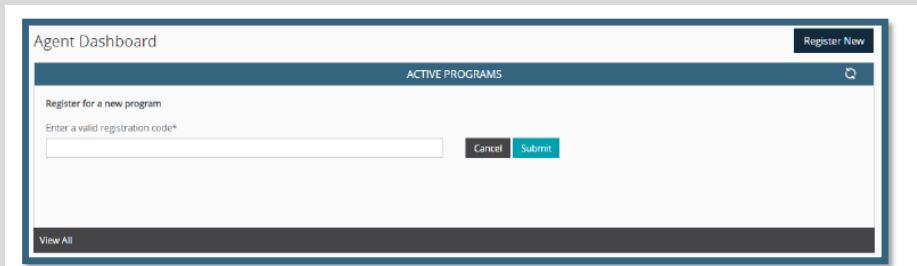 Agent Dashboard
Register New
ACTIVE PROGRAMS
Register for a new program
Enter a valid registration code*
Cancel Submit
View All